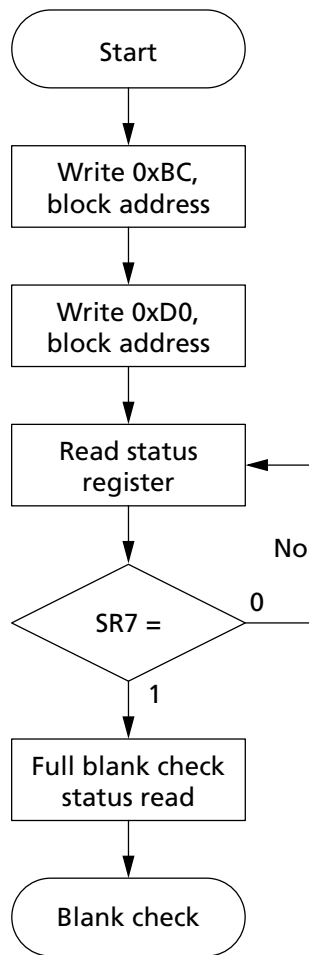 Start
Write 0xBC,
block address
Write 0xD0,
block address
Read status
register
No
SR7 =
0
1
Full blank check
status read
Blank check